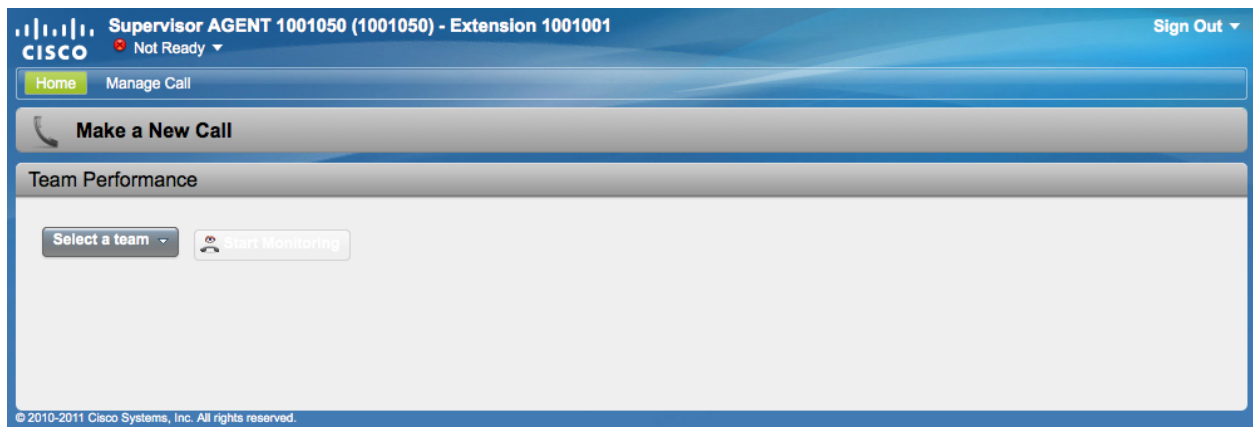 Supervisor AGENT 1001050 (1001050) - Extension 1001001
Sign Out
CISCO
Not Ready
Home Manage Call
Make a New Call
Team Performance
Select a team Start Monitoring
© 2010-2011 Cisco Systems, Inc. All rights reserved.